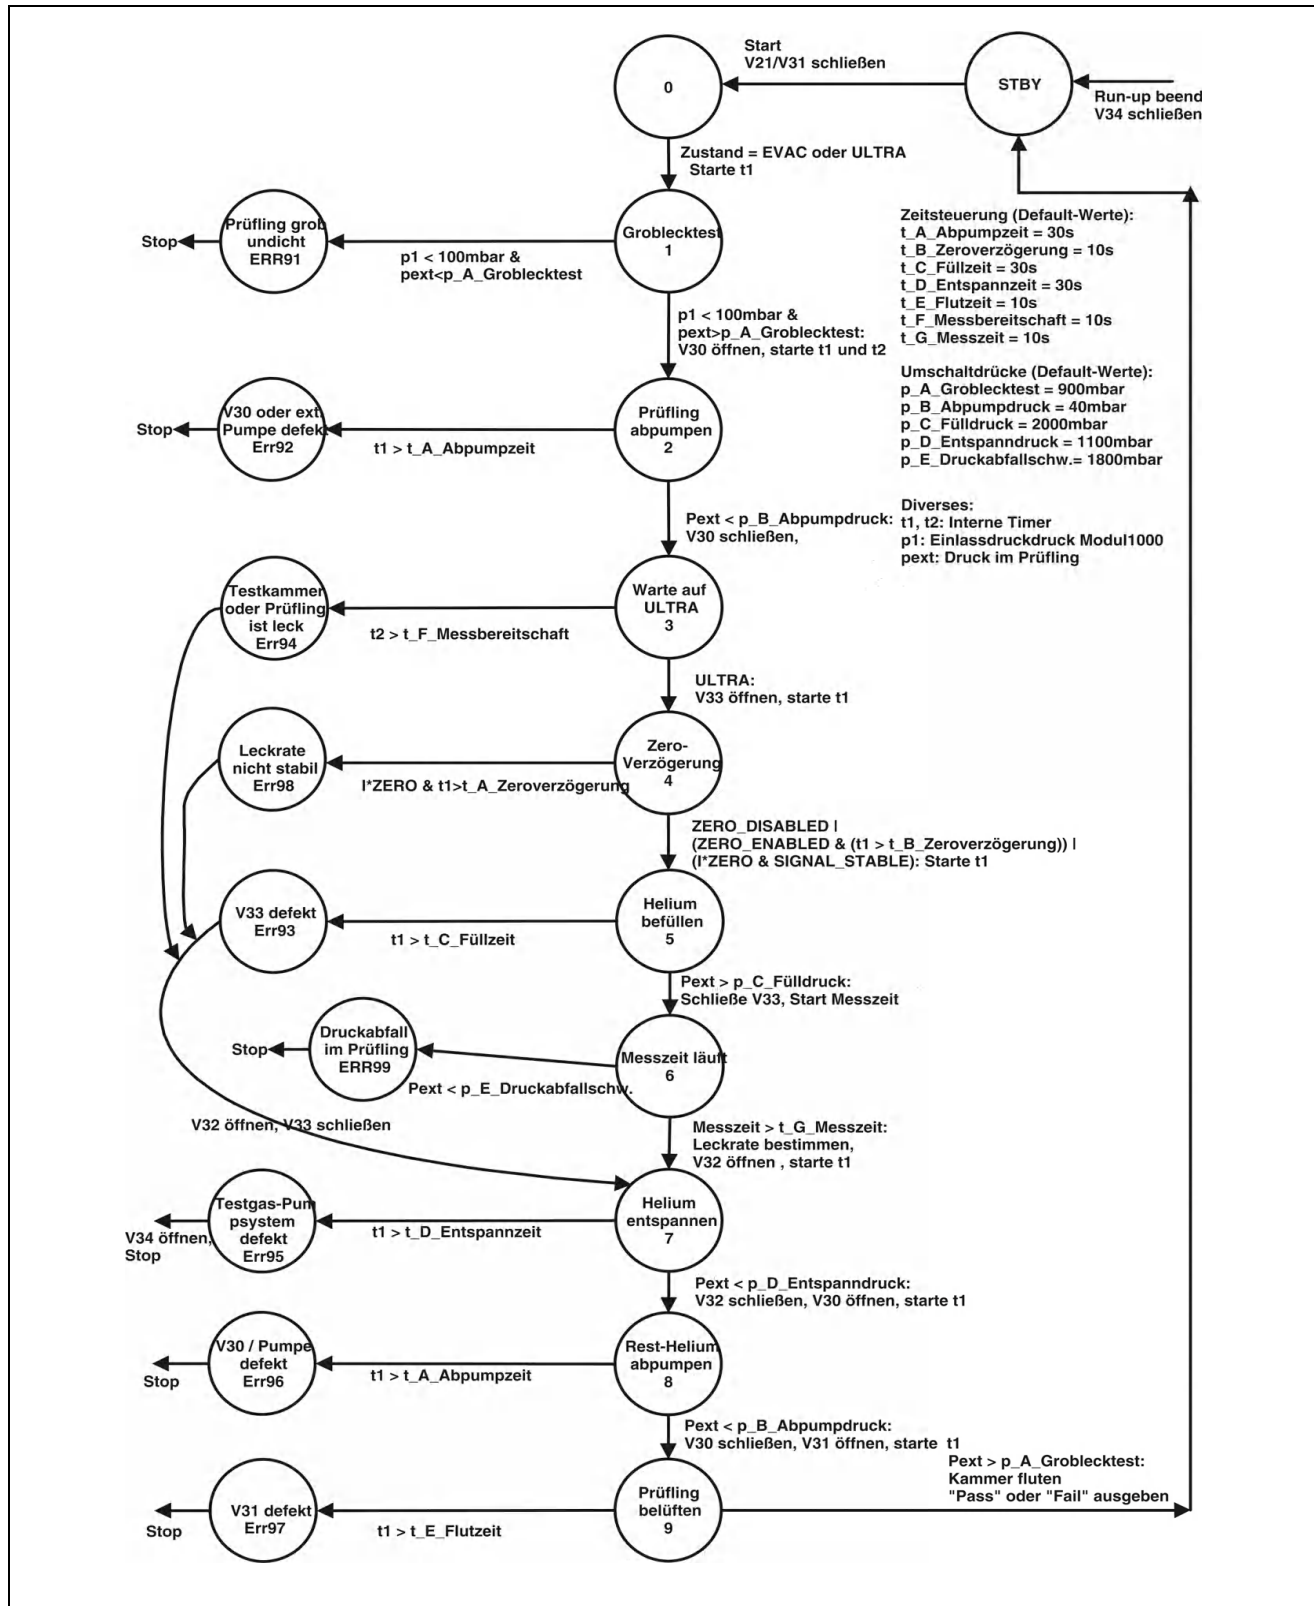 Start
V21/V31 schließen
0
STBY
Run-up beend
V34 schließen
Zustand = EVAC oder ULTRA
Starte t1
Prüfling grob
undicht
ERR91
Stop
p1 < 100mbar &
pext<p_A_Groblecktest
Groblecktest
1
Zeitsteuerung (Default-Werte):
t_A_Abpumpzeit = 30s
t_B_Zeroverzögerung = 10s
t_C_Füllzeit = 30s
t_D_Entspannzeit = 30s
t_E_Flutzeit = 10s
t_F_Messbereitschaft = 10s
t_G_Messzeit = 10s
p1 < 100mbar &
pext>p_A_Groblecktest:
V30 öffnen, starte t1 und t2
Umschaltdrücke (Default-Werte):
p_A_Groblecktest = 900mbar
p_B_Abpumpdruck = 40mbar
p_C_Fülldruck = 2000mbar
p_D_Entspanndruck = 1100mbar
p_E_Druckabfallschw.= 1800mbar
V30 oder ext.
Pumpe defekt
Err92
Stop
t1 > t_A_Abpumpzeit
Prüfling
abpumpen
2
Pext < p_B_Abpumpdruck:
V30 schließen,
Diverses:
t1, t2: Interne Timer
p1: Einlassdruckdruck Modul1000
pext: Druck im Prüfling
Testkammer
oder Prüfling
ist leck
Err94
t2 > t_F_Messbereitschaft
Warte auf
ULTRA
3
ULTRA:
V33 öffnen, starte t1
Leckrate
nicht stabil
Err98
I*ZERO & t1>t_A_Zeroverzögerung
Zero-
Verzögerung
4
ZERO_DISABLED I
(ZERO_ENABLED & (t1 > t_B_Zeroverzögerung)) I
(I*ZERO & SIGNAL_STABLE): Starte t1
V33 defekt
Err93
t1 > t_C_Füllzeit
Helium
befüllen
5
Pext > p_C_Fülldruck:
Schließe V33, Start Messzeit
Druckabfall
im Prüfling
ERR99
Stop
Pext < p_E_Druckabfallschw.
Messzeit läuft
6
V32 öffnen, V33 schließen
Messzeit > t_G_Messzeit:
Leckrate bestimmen,
V32 öffnen , starte t1
Testgas-Pum
psystem
defekt
Err95
V34 öffnen,
Stop
t1 > t_D_Entspannzeit
Helium
entspannen
7
Pext < p_D_Entspanndruck:
V32 schließen, V30 öffnen, starte t1
V30 / Pumpe
defekt
Err96
Stop
t1 > t_A_Abpumpzeit
Rest-Helium
abpumpen
8
Pext < p_B_Abpumpdruck:
V30 schließen, V31 öffnen, starte t1
Pext > p_A_Groblecktest:
Kammer fluten
"Pass" oder "Fail" ausgeben
V31 defekt
Err97
Stop
t1 > t_E_Flutzeit
Prüfling
belüften
9